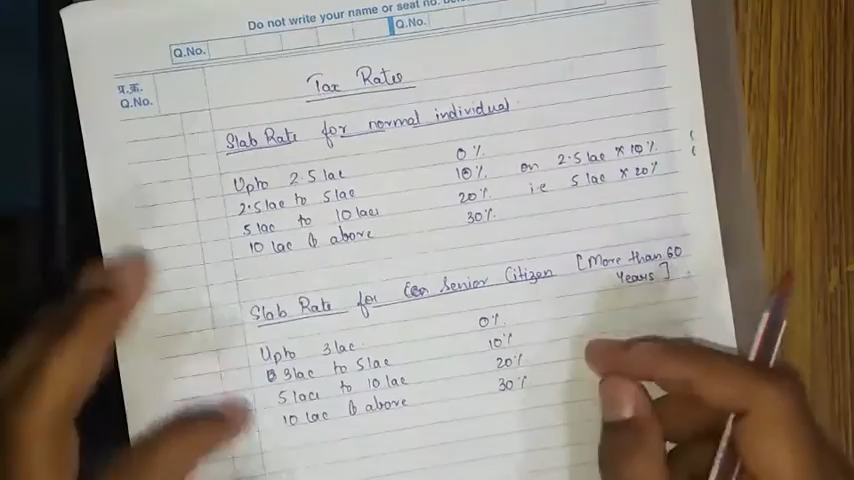 Do not write your name or seat no.
Q.No. Q.No.
प्र.क्र.
Q.No.
Tax Rates
Slab Rate for normal individual
Upto 2.5 lac 0%
2.5 lac to 5 lac 10% on 2.5 lac x 10%
5 lac to 10 lacs 20% i.e 5 lac x 20%
10 lac & above 30%
Slab Rate for Senior Citizen [More than 60
Years]
Upto 3 lac 0%
3 lac to 5 lac 10%
5 lacs to 10 lac 20%
10 lac & above 30%